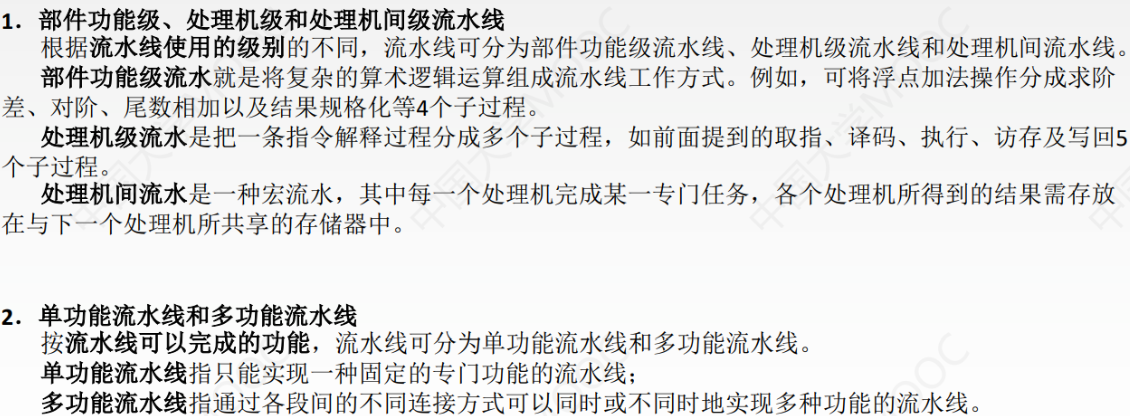 1. 部件功能级、处理机级和处理机间级流水线
根据流水线使用的级别的不同，流水线可分为部件功能级流水线、处理机级流水线和处理机间流水线。
部件功能级流水就是将复杂的算术逻辑运算组成流水线工作方式。例如，可将浮点加法操作分成求阶
差、对阶、尾数相加以及结果规格化等4个子过程。
处理机级流水是把一条指令解释过程分成多个子过程，如前面提到的取指、译码、执行、访存及写回5
个子过程。
处理机间流水是一种宏流水，其中每一个处理机完成某一专门任务，各个处理机所得到的结果需存放
在与下一个处理机所共享的存储器中。
2. 单功能流水线和多功能流水线
按流水线可以完成的功能，流水线可分为单功能流水线和多功能流水线。
单功能流水线指只能实现一种固定的专门功能的流水线；
多功能流水线指通过各段间的不同连接方式可以同时或不同时地实现多种功能的流水线。